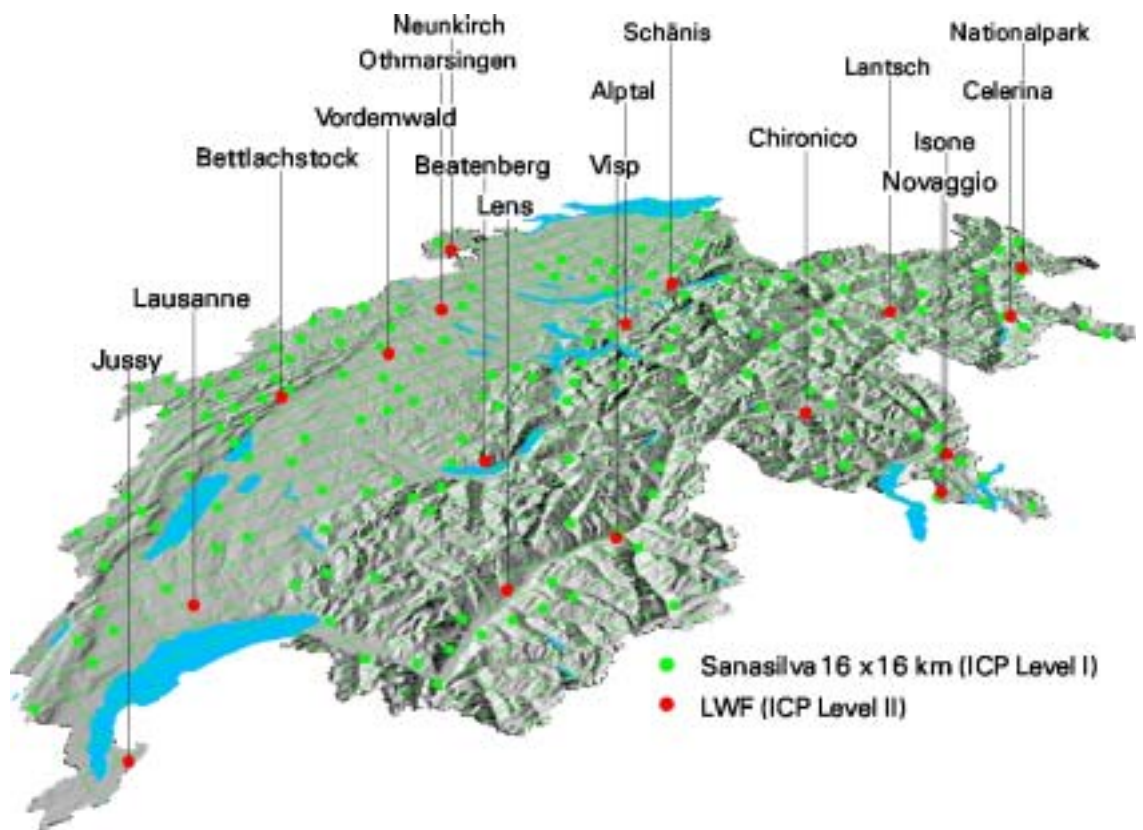 Neunkirch
Othmarsingen
Vordemwald
Bettlachstock
Lausanne
Jussy
Beatenberg
Lens
Schänis
Alptal
Visp
Chironico
Lantsch
Nationalpark
Celerina
Isone
Novaggio
Sanasilva 16 x 16 km (ICP Level I)
LWF (ICP Level II)